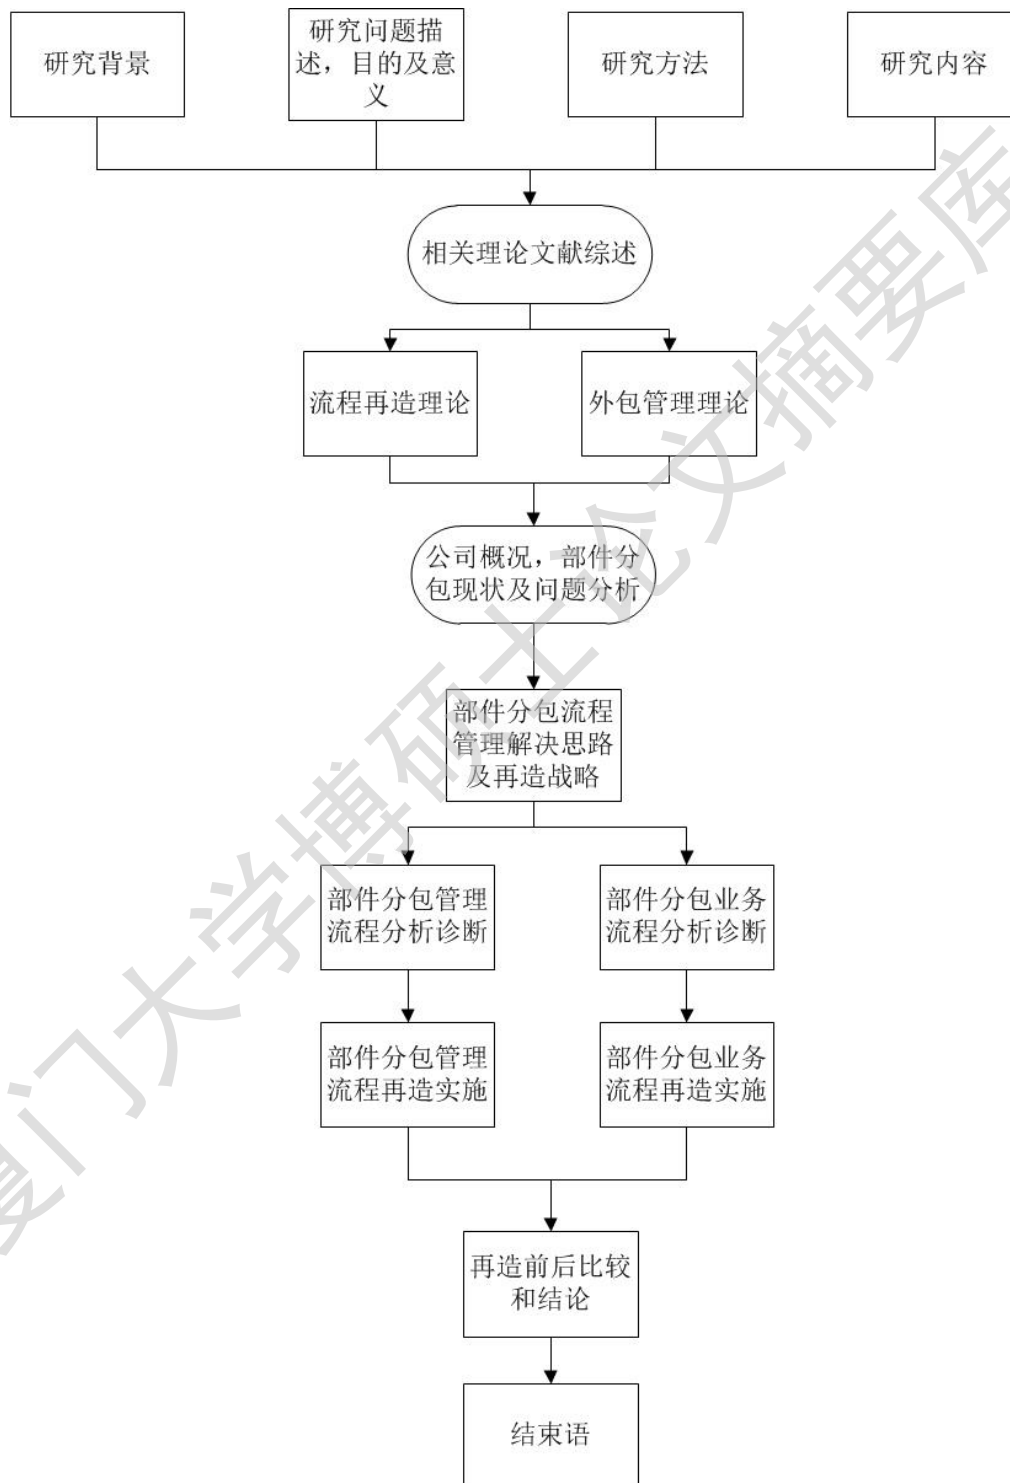 研究背景
研究问题描
述，目的及意
义
研究方法
研究内容
相关理论文献综述
流程再造理论
外包管理理论
公司概况，部件分
包现状及问题分析
部件分包流程
管理解决思路
及再造战略
部件分包管理
流程分析诊断
部件分包业务
流程分析诊断
部件分包管理
流程再造实施
部件分包业务
流程再造实施
再造前后比较
和结论
结束语
厦门大学博硕士论文摘要库